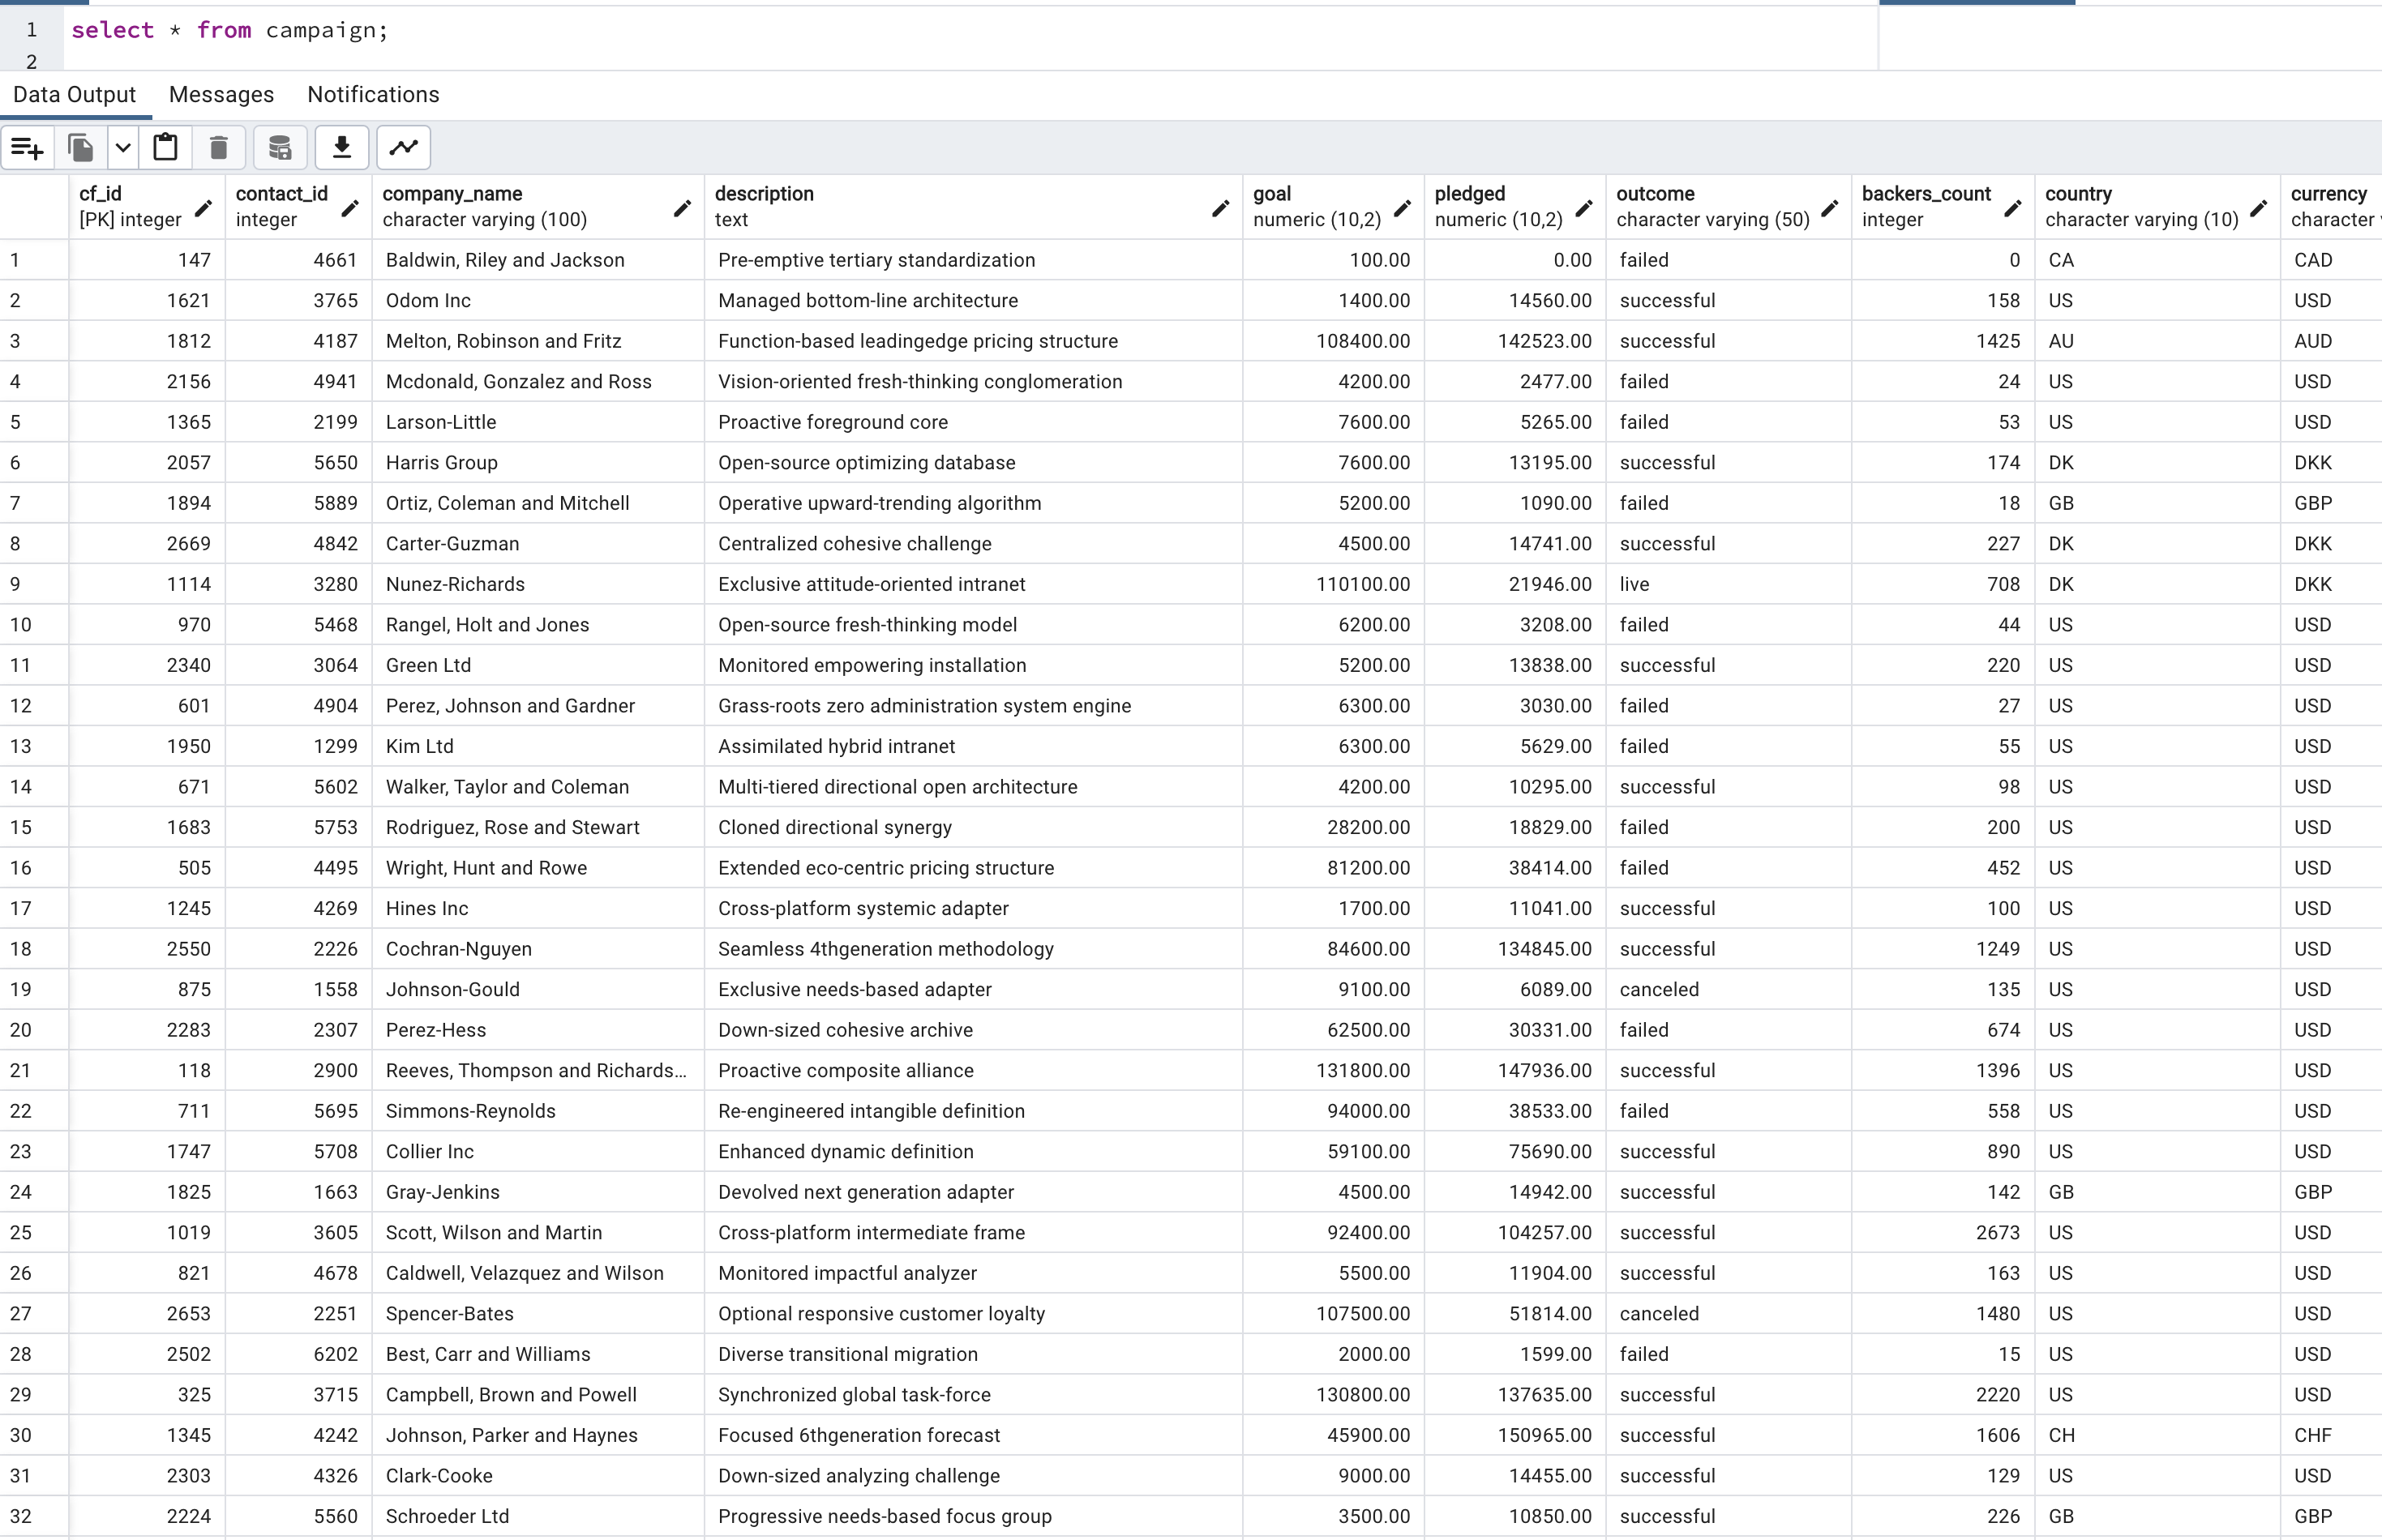 1 select * from campaign;
2
Data Output Messages Notifications
cf_id contact_id company_name description goal pledged outcome backers_count country currency
[PK] integer integer character varying (100) text numeric (10,2) numeric (10,2) character varying (50) integer character varying (10) character
1 147 4661 Baldwin, Riley and Jackson Pre-emptive tertiary standardization 100.00 0.00 failed 0 CA CAD
2 1621 3765 Odom Inc Managed bottom-line architecture 1400.00 14560.00 successful 158 US USD
3 1812 4187 Melton, Robinson and Fritz Function-based leadingedge pricing structure 108400.00 142523.00 successful 1425 AU AUD
4 2156 4941 Mcdonald, Gonzalez and Ross Vision-oriented fresh-thinking conglomeration 4200.00 2477.00 failed 24 US USD
5 1365 2199 Larson-Little Proactive foreground core 7600.00 5265.00 failed 53 US USD
6 2057 5650 Harris Group Open-source optimizing database 7600.00 13195.00 successful 174 DK DKK
7 1894 5889 Ortiz, Coleman and Mitchell Operative upward-trending algorithm 5200.00 1090.00 failed 18 GB GBP
8 2669 4842 Carter-Guzman Centralized cohesive challenge 4500.00 14741.00 successful 227 DK DKK
9 1114 3280 Nunez-Richards Exclusive attitude-oriented intranet 110100.00 21946.00 live 708 DK DKK
10 970 5468 Rangel, Holt and Jones Open-source fresh-thinking model 6200.00 3208.00 failed 44 US USD
11 2340 3064 Green Ltd Monitored empowering installation 5200.00 13838.00 successful 220 US USD
12 601 4904 Perez, Johnson and Gardner Grass-roots zero administration system engine 6300.00 3030.00 failed 27 US USD
13 1950 1299 Kim Ltd Assimilated hybrid intranet 6300.00 5629.00 failed 55 US USD
14 671 5602 Walker, Taylor and Coleman Multi-tiered directional open architecture 4200.00 10295.00 successful 98 US USD
15 1683 5753 Rodriguez, Rose and Stewart Cloned directional synergy 28200.00 18829.00 failed 200 US USD
16 505 4495 Wright, Hunt and Rowe Extended eco-centric pricing structure 81200.00 38414.00 failed 452 US USD
17 1245 4269 Hines Inc Cross-platform systemic adapter 1700.00 11041.00 successful 100 US USD
18 2550 2226 Cochran-Nguyen Seamless 4thgeneration methodology 84600.00 134845.00 successful 1249 US USD
19 875 1558 Johnson-Gould Exclusive needs-based adapter 9100.00 6089.00 canceled 135 US USD
20 2283 2307 Perez-Hess Down-sized cohesive archive 62500.00 30331.00 failed 674 US USD
21 118 2900 Reeves, Thompson and Richards... Proactive composite alliance 131800.00 147936.00 successful 1396 US USD
22 711 5695 Simmons-Reynolds Re-engineered intangible definition 94000.00 38533.00 failed 558 US USD
23 1747 5708 Collier Inc Enhanced dynamic definition 59100.00 75690.00 successful 890 US USD
24 1825 1663 Gray-Jenkins Devolved next generation adapter 4500.00 14942.00 successful 142 GB GBP
25 1019 3605 Scott, Wilson and Martin Cross-platform intermediate frame 92400.00 104257.00 successful 2673 US USD
26 821 4678 Caldwell, Velazquez and Wilson Monitored impactful analyzer 5500.00 11904.00 successful 163 US USD
27 2653 2251 Spencer-Bates Optional responsive customer loyalty 107500.00 51814.00 canceled 1480 US USD
28 2502 6202 Best, Carr and Williams Diverse transitional migration 2000.00 1599.00 failed 15 US USD
29 325 3715 Campbell, Brown and Powell Synchronized global task-force 130800.00 137635.00 successful 2220 US USD
30 1345 4242 Johnson, Parker and Haynes Focused 6thgeneration forecast 45900.00 150965.00 successful 1606 CH CHF
31 2303 4326 Clark-Cooke Down-sized analyzing challenge 9000.00 14455.00 successful 129 US USD
32 2224 5560 Schroeder Ltd Progressive needs-based focus group 3500.00 10850.00 successful 226 GB GBP